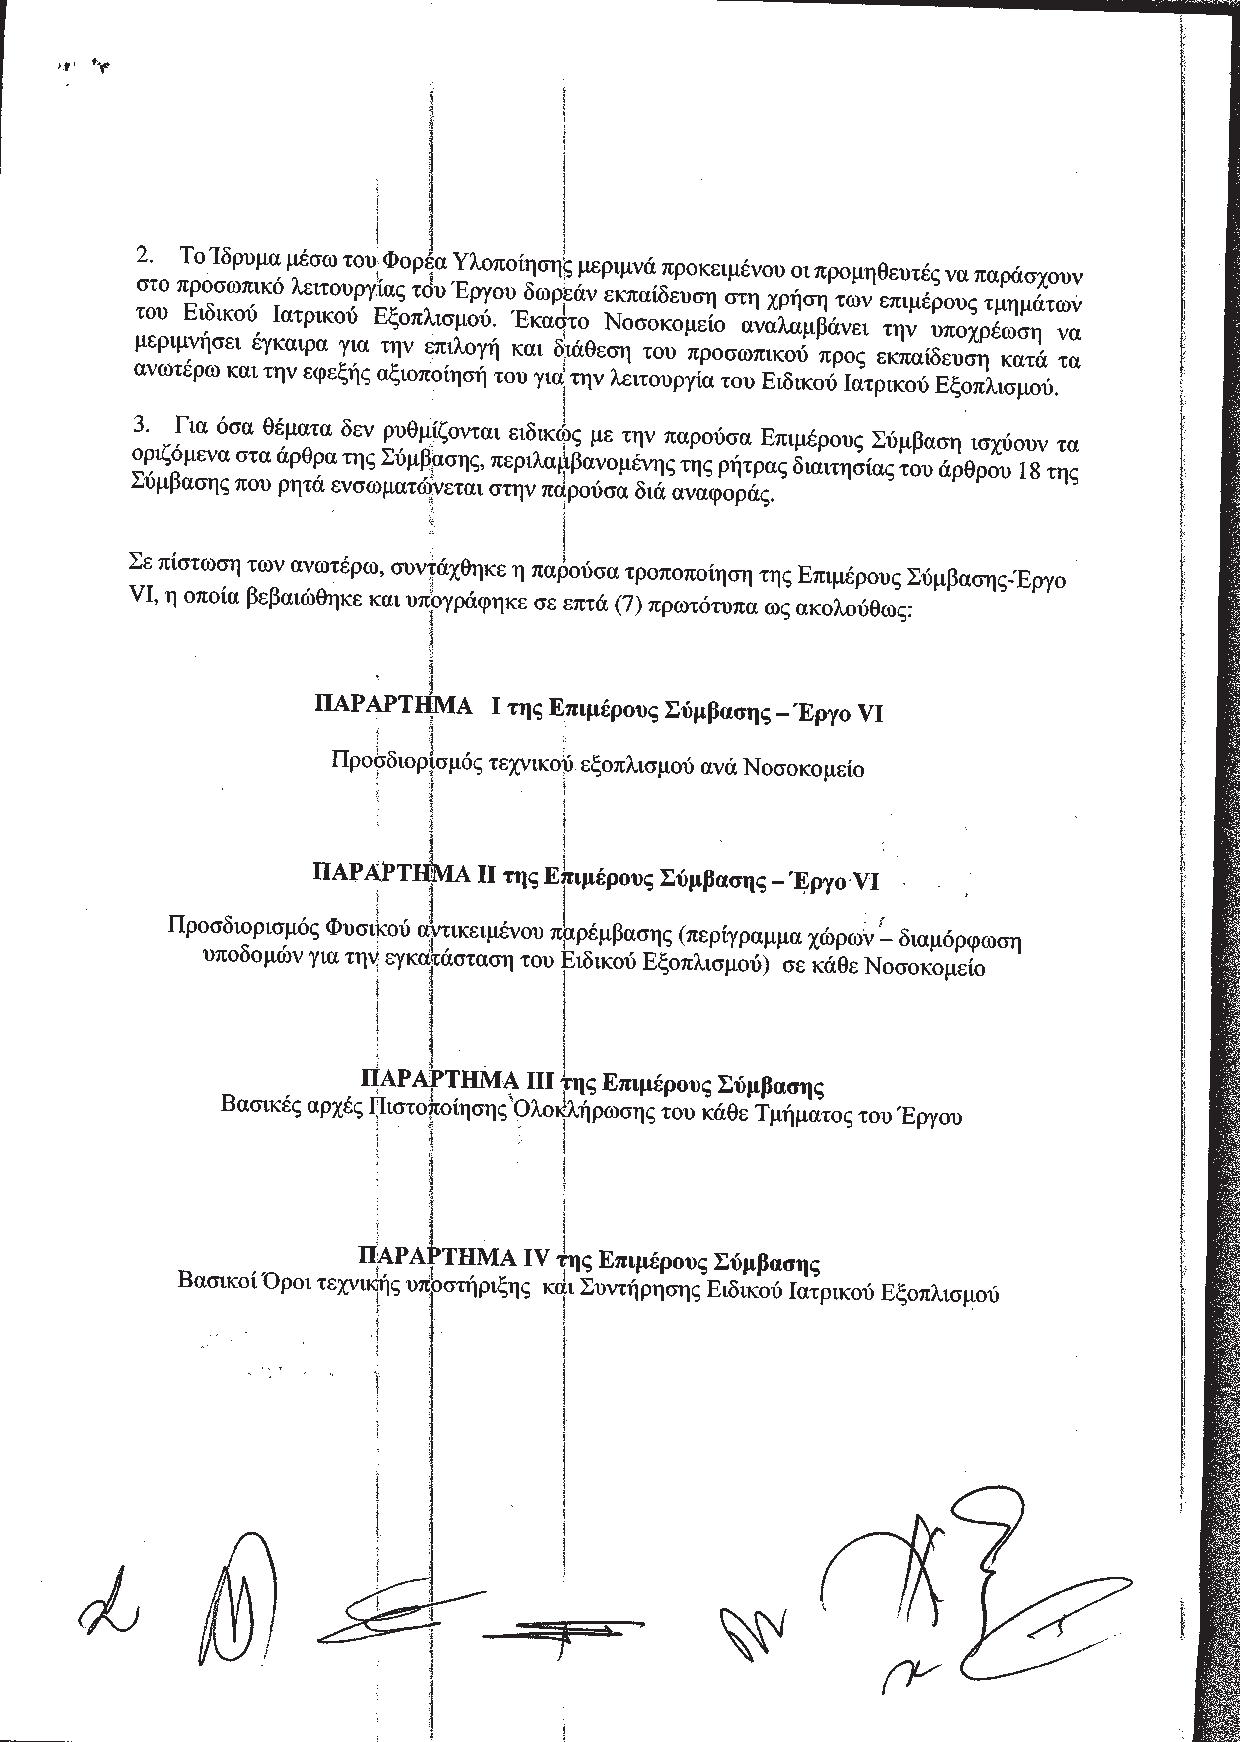 2. Το Ίδρυμα μέσω του Φορέα Υλοποίησης μεριμνά προκειμένου οι προμηθευτές να παράσχουν
στο προσωπικό λειτουργίας του Έργου δωρεάν εκπαίδευση στη χρήση των επιμέρους τμημάτων
του Ειδικού Ιατρικού Εξοπλισμού. Έκαστο Νοσοκομείο αναλαμβάνει την υποχρέωση να
μεριμνήσει έγκαιρα για την επιλογή και διάθεση του προσωπικού προς εκπαίδευση κατά τα
ανωτέρω και την εφεξής αξιοποίησή του για την λειτουργία του Ειδικού Ιατρικού Εξοπλισμού.
3. Για όσα θέματα δεν ρυθμίζονται ειδικώς με την παρούσα Επιμέρους Σύμβαση ισχύουν τα
οριζόμενα στα άρθρα της Σύμβασης, περιλαμβανομένης της ρήτρας διαιτησίας του άρθρου 18 της
Σύμβασης που ρητά ενσωματώνεται στην παρούσα διά αναφοράς.
Σε πίστωση των ανωτέρω, συντάχθηκε η παρούσα τροποποίηση της Επιμέρους Σύμβασης-Έργο
VI, η οποία βεβαιώθηκε και υπογράφηκε σε επτά (7) πρωτότυπα ως ακολούθως:
ΠΑΡΑΡΤΗΜΑ Ι της Επιμέρους Σύμβασης – Έργο VI
Προσδιορισμός τεχνικού εξοπλισμού ανά Νοσοκομείο
ΠΑΡΑΡΤΗΜΑ ΙΙ της Επιμέρους Σύμβασης – Έργο VI
Προσδιορισμός Φυσικού αντικειμένου παρέμβασης (περίγραμμα χώρων – διαμόρφωση
υποδομών για την εγκατάσταση του Ειδικού Εξοπλισμού) σε κάθε Νοσοκομείο
ΠΑΡΑΡΤΗΜΑ ΙΙΙ της Επιμέρους Σύμβασης
Βασικές αρχές Πιστοποίησης Ολοκλήρωσης του κάθε Τμήματος του Έργου
ΠΑΡΑΡΤΗΜΑ IV της Επιμέρους Σύμβασης
Βασικοί Όροι τεχνικής υποστήριξης και Συντήρησης Ειδικού Ιατρικού Εξοπλισμού